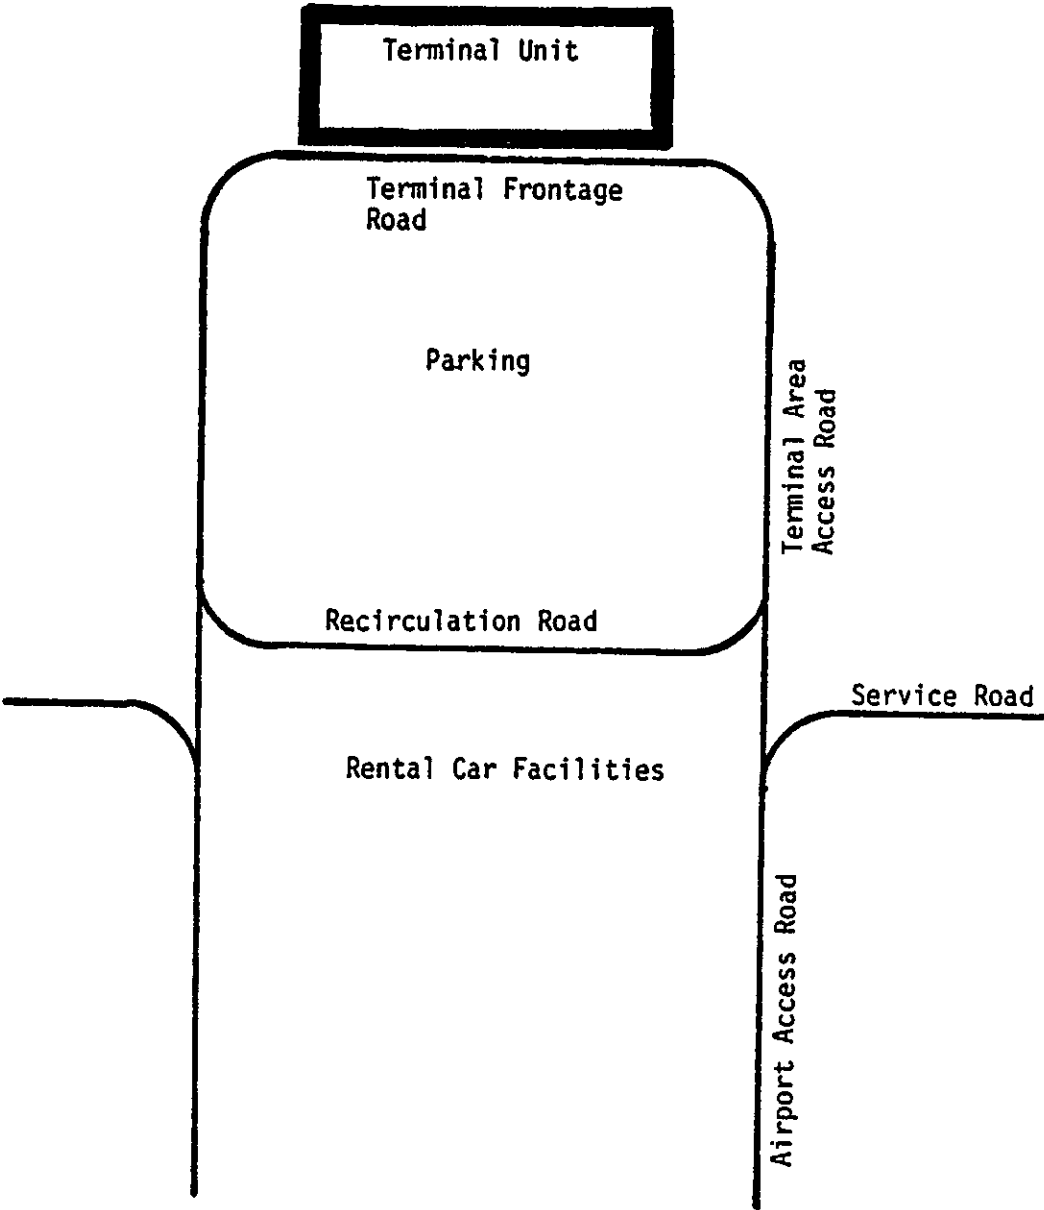 Terminal Unit
Terminal Frontage
Road
Parking
Terminal Area
Access Road
Recirculation Road
Service Road
Rental Car Facilities
Airport Access Road